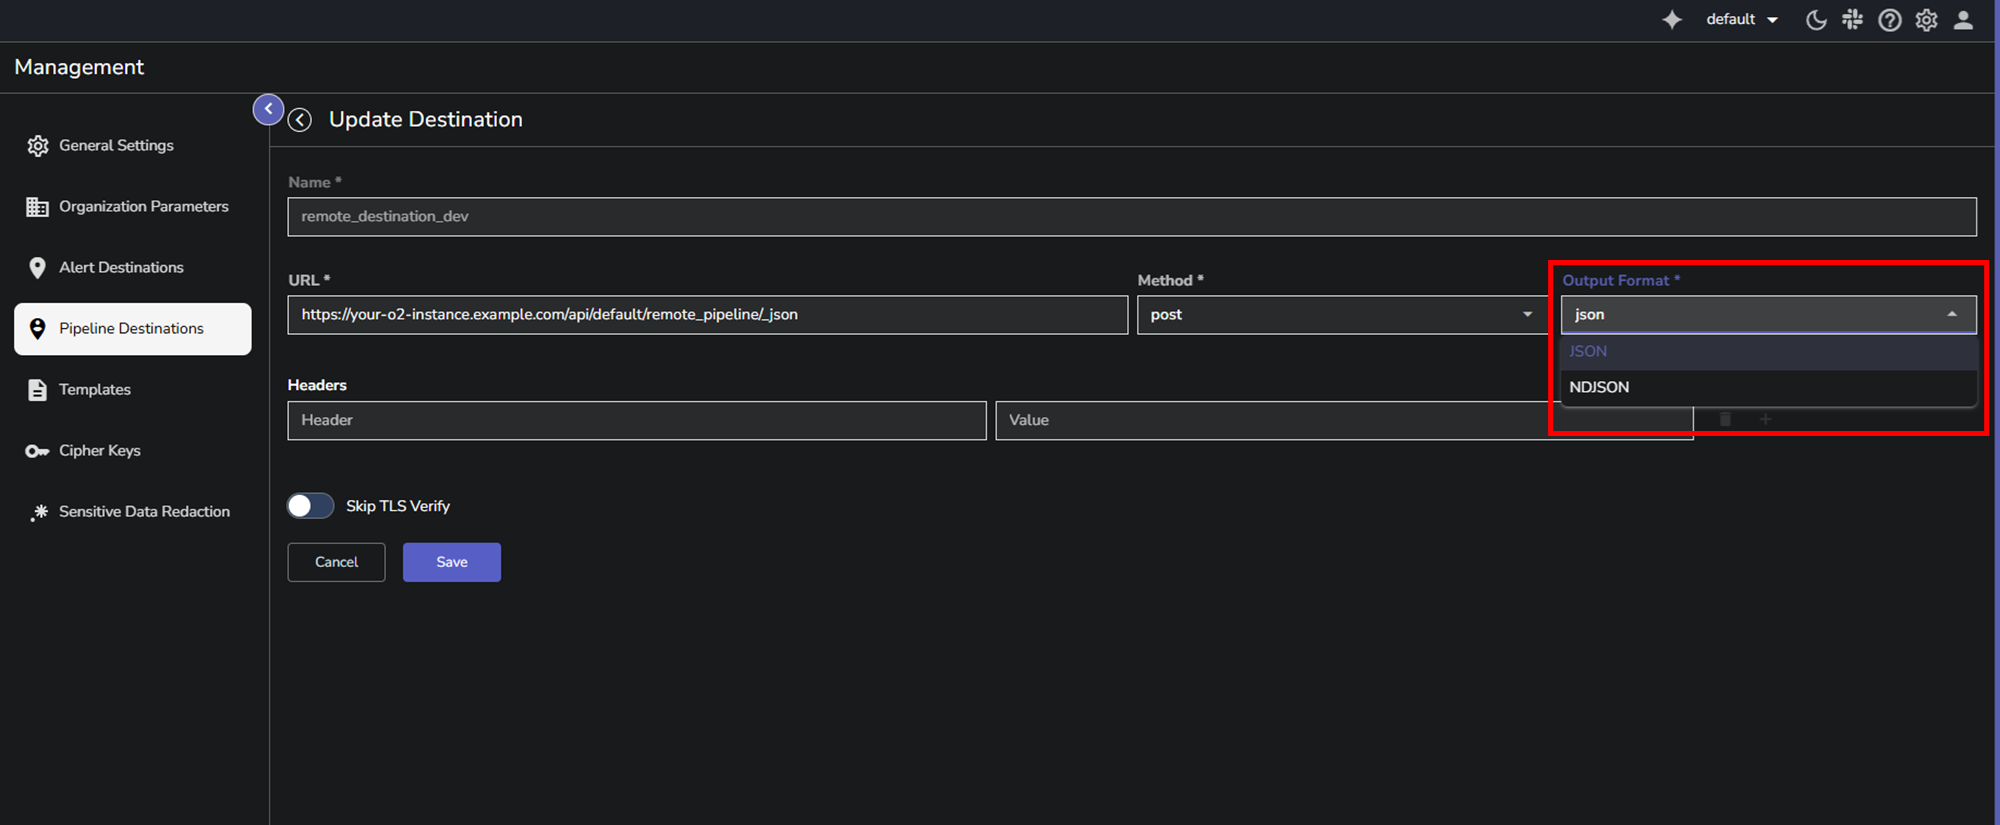 default
Management
Update Destination
General Settings
Organization Parameters
Alert Destinations
Pipeline Destinations
Templates
Cipher Keys
Sensitive Data Redaction
Name *
remote_destination_dev
URL *
Method *
Output Format *
https://your-o2-instance.example.com/api/default/remote_pipeline/_json
post
json
JSON
NDJSON
Headers
Header
Value
Skip TLS Verify
Cancel
Save